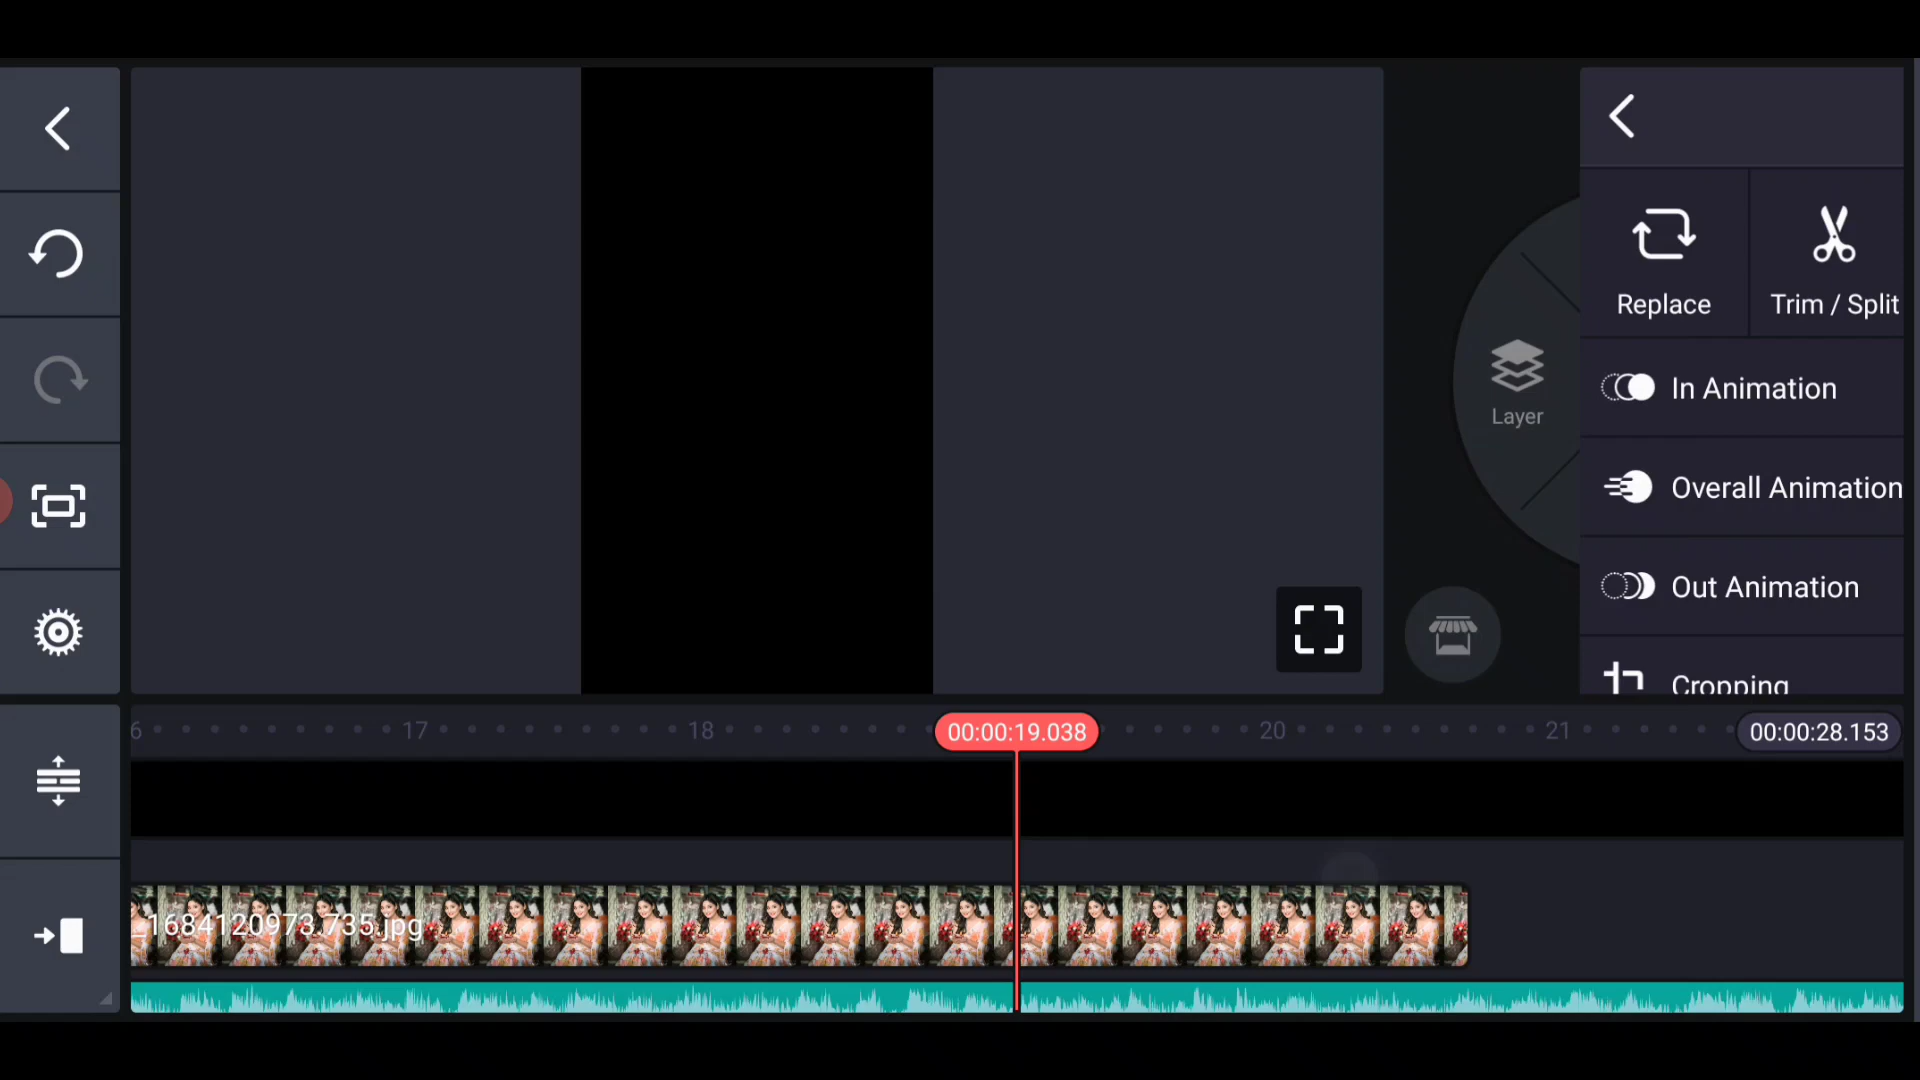 Replace
Trim / Split
In Animation
Layer
Overall Animation
Out Animation
Cropping
6
17
18
00:00:19.038
20
21
00:00:28.153
_1684120973.735.jpg